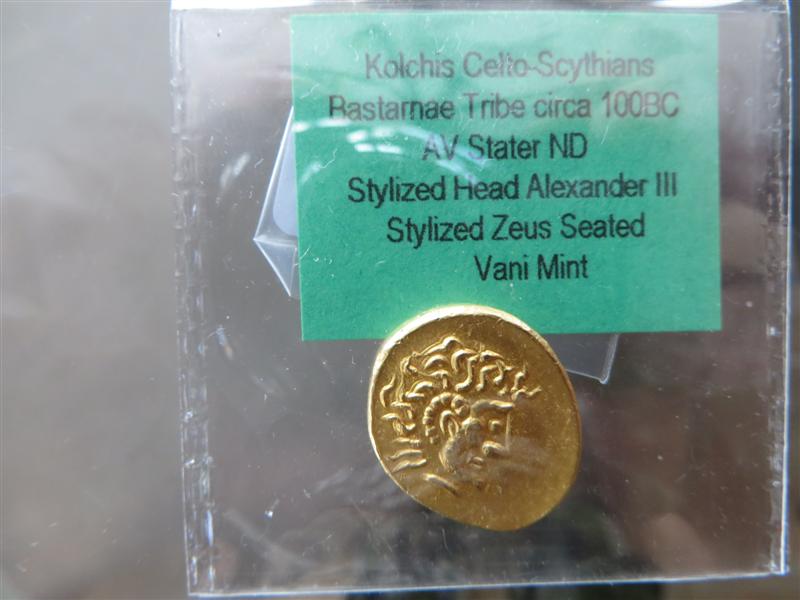 Kolchis Celto-Scythians
Bastarnae Tribe circa 100BC
AV Stater ND
Stylized Head Alexander III
Stylized Zeus Seated
Vani Mint